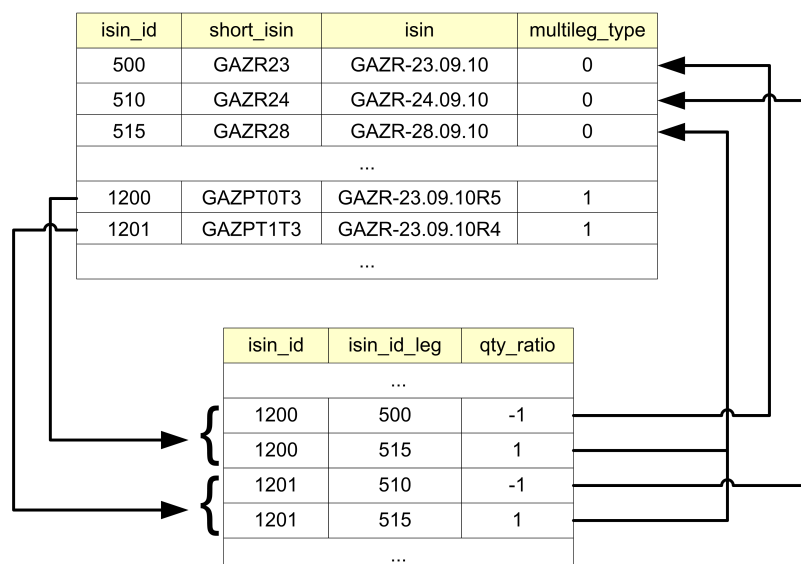 isin_id short_isin isin multileg_type
500 GAZR23 GAZR-23.09.10 0
510 GAZR24 GAZR-24.09.10 0
515 GAZR28 GAZR-28.09.10 0
...
1200 GAZPT0T3 GAZR-23.09.10R5 1
1201 GAZPT1T3 GAZR-23.09.10R4 1
...
isin_id isin_id_leg qty_ratio
...
{ 1200 500 -1
1200 515 1
{ 1201 510 -1
1201 515 1
...